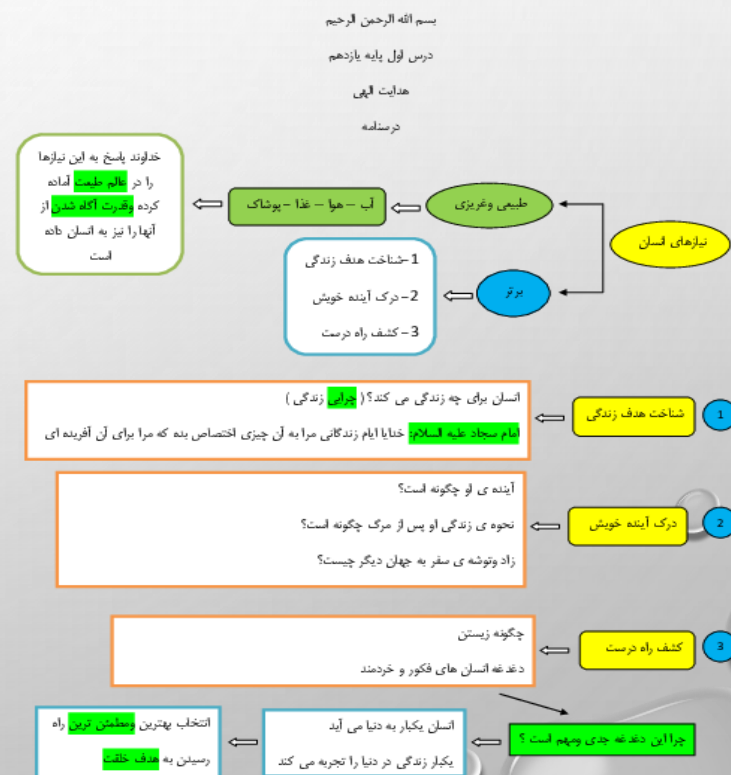 بسم الله الرحمن الرحیم
درس اول پایه یازدهم
هدایت الهی
درسنامه
نیازهای انسان
طبیعی وغریزی
آب – هوا – غذا –پوشاک
خداوند پاسخ به این نیازها
را در عالم طبیعت آماده
کرده وقدرت آگاه شدن از
آنها را نیز به انسان داده
است
برتر
1-شناخت هدف زندگی
2- درک آینده خویش
3- کشف راه درست
1
شناخت هدف زندگی
انسان برای چه زندگی می کند؟ ( چرایی زندگی )
امام سجاد علیه السلام: خدایا ایام زندگانی مرا به آن چیزی اختصاص بده که مرا برای آن آفریده ای
2
درک آینده خویش
آینده ی او چگونه است؟
نحوه ی زندگی او پس از مرگ چگونه است؟
زاد وتوشه ی سفر به جهان دیگر چیست؟
3
کشف راه درست
چگونه زیستن
دغدغه انسان های فکور و خردمند
چرا این دغدغه جدی ومهم است ؟
انسان یکبار به دنیا می آید
یکبار زندگی در دنیا را تجربه می کند
انتخاب بهترین ومطمئن ترین راه
رسیدن به هدف خلقت